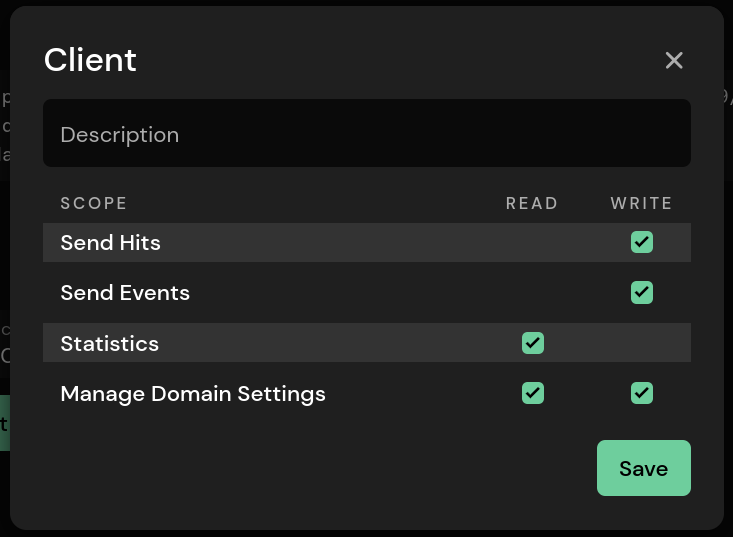 Client
Description
SCOPE READ WRITE
Send Hits
Send Events
Statistics
Manage Domain Settings
Save